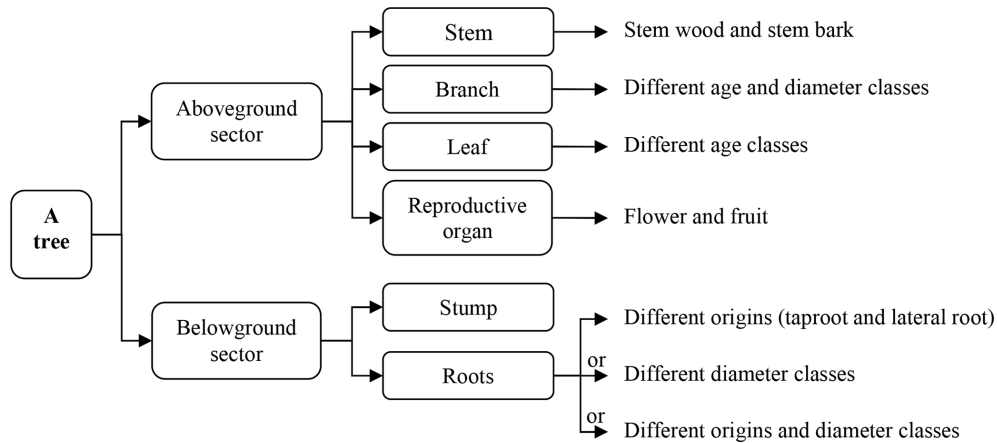 A
tree
Aboveground
sector
Stem
Stem wood and stem bark
Branch
Different age and diameter classes
Leaf
Different age classes
Reproductive
organ
Flower and fruit
Belowground
sector
Stump
Roots
Different origins (taproot and lateral root)
or
Different diameter classes
or
Different origins and diameter classes